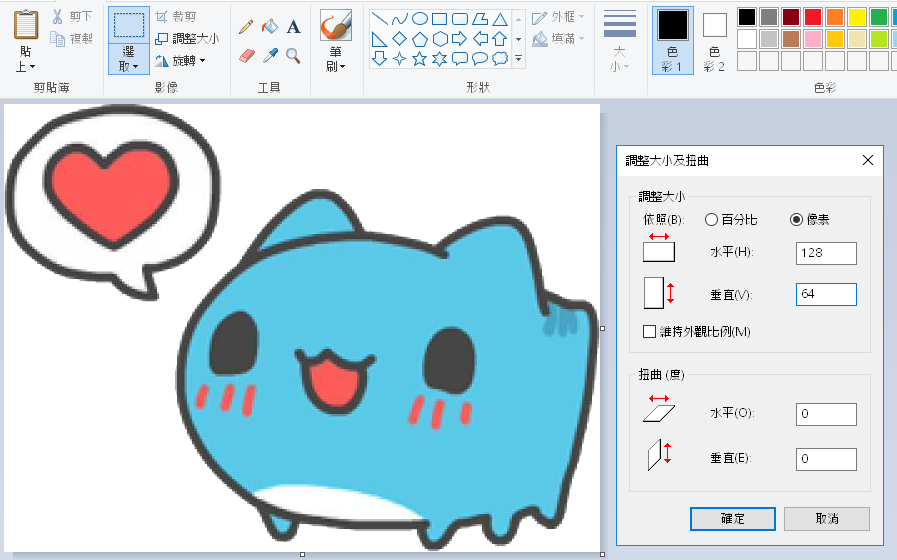 貼上
剪下
複製
剪貼簿
選取
裁剪
調整大小
旋轉
影像
A
工具
筆刷
外框
填滿
形狀
大小
色彩 1
色彩 2
色彩
調整大小及扭曲
調整大小
依照(B):
百分比
像素
水平(H):
128
垂直(V):
64
維持外觀比例(M)
扭曲 (度)
水平(O):
0
垂直(E):
0
確定
取消